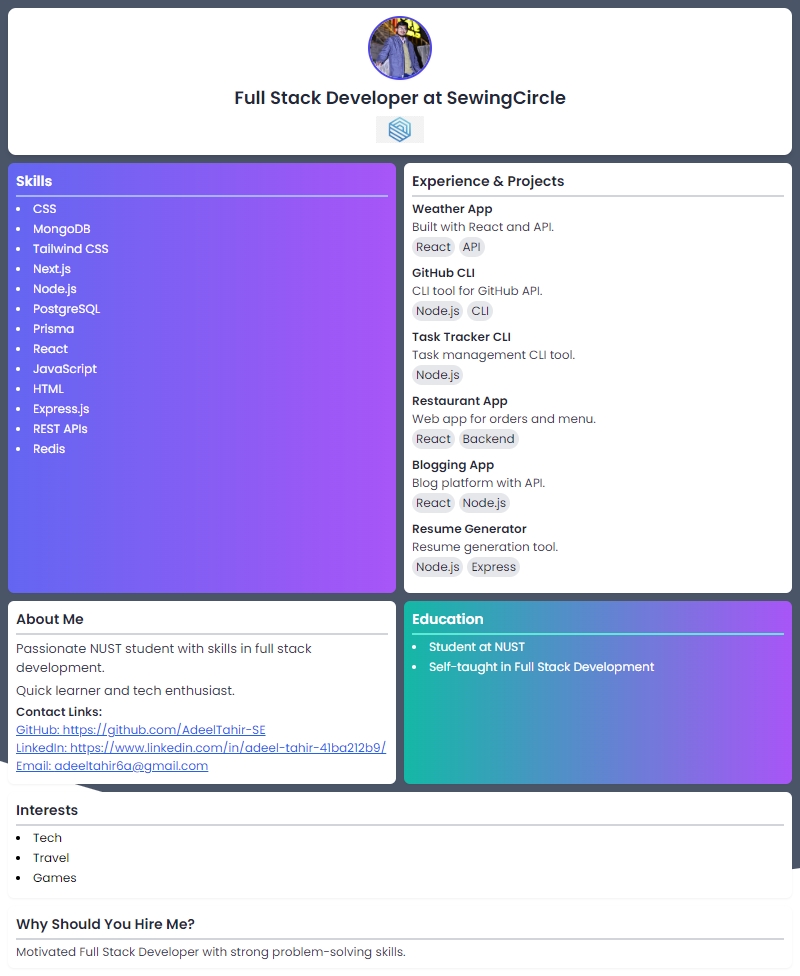 Full Stack Developer at SewingCircle
Skills
CSS
MongoDB
Tailwind CSS
Next.js
Node.js
PostgreSQL
Prisma
React
JavaScript
HTML
Express.js
REST APIs
Redis
Experience & Projects
Weather App
Built with React and API.
React API
GitHub CLI
CLI tool for GitHub API.
Node.js CLI
Task Tracker CLI
Task management CLI tool.
Node.js
Restaurant App
Web app for orders and menu.
React Backend
Blogging App
Blog platform with API.
React Node.js
Resume Generator
Resume generation tool.
Node.js Express
About Me
Passionate NUST student with skills in full stack
development.
Quick learner and tech enthusiast.
Contact Links:
GitHub: https://github.com/AdeelTahir-SE
LinkedIn: https://www.linkedin.com/in/adeel-tahir-41ba212b9/
Email: adeeltahir6a@gmail.com
Education
Student at NUST
Self-taught in Full Stack Development
Interests
Tech
Travel
Games
Why Should You Hire Me?
Motivated Full Stack Developer with strong problem-solving skills.